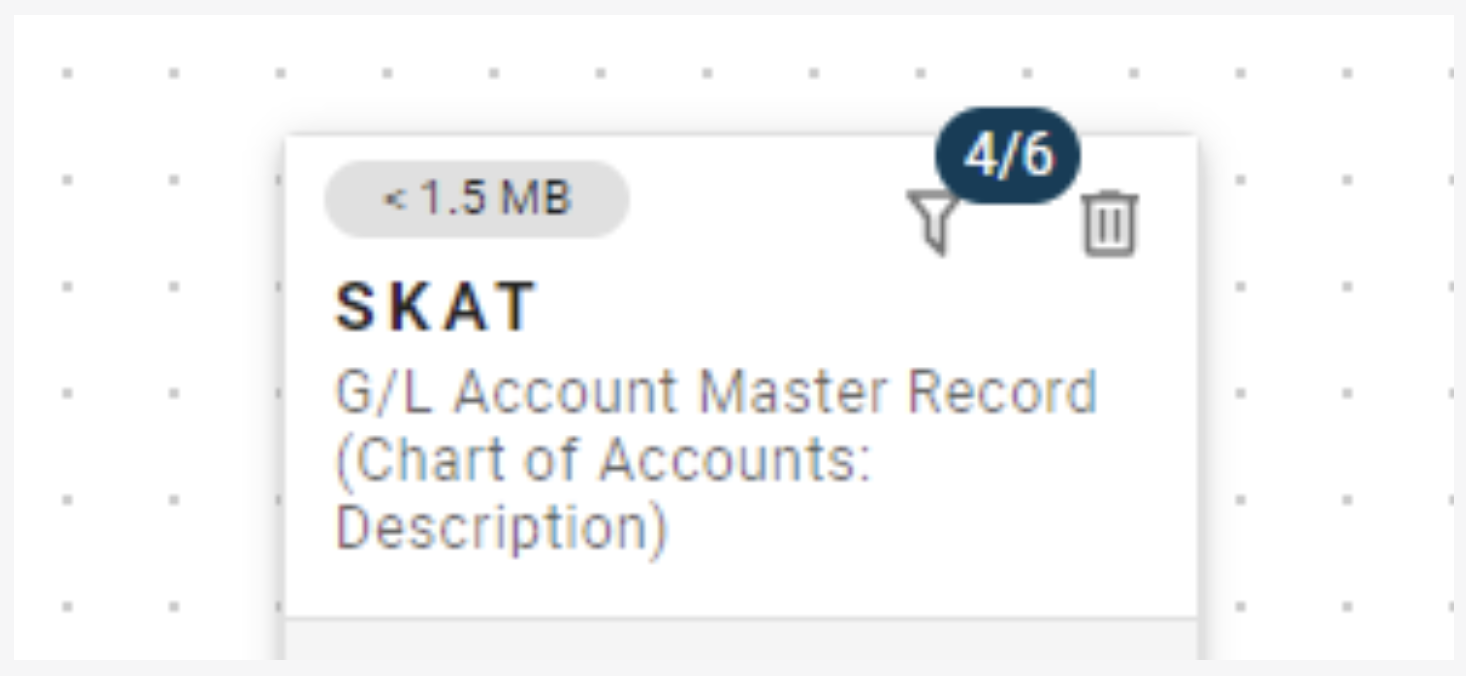 4/6
< 1.5 MB
SKAT
G/L Account Master Record
(Chart of Accounts:
Description)